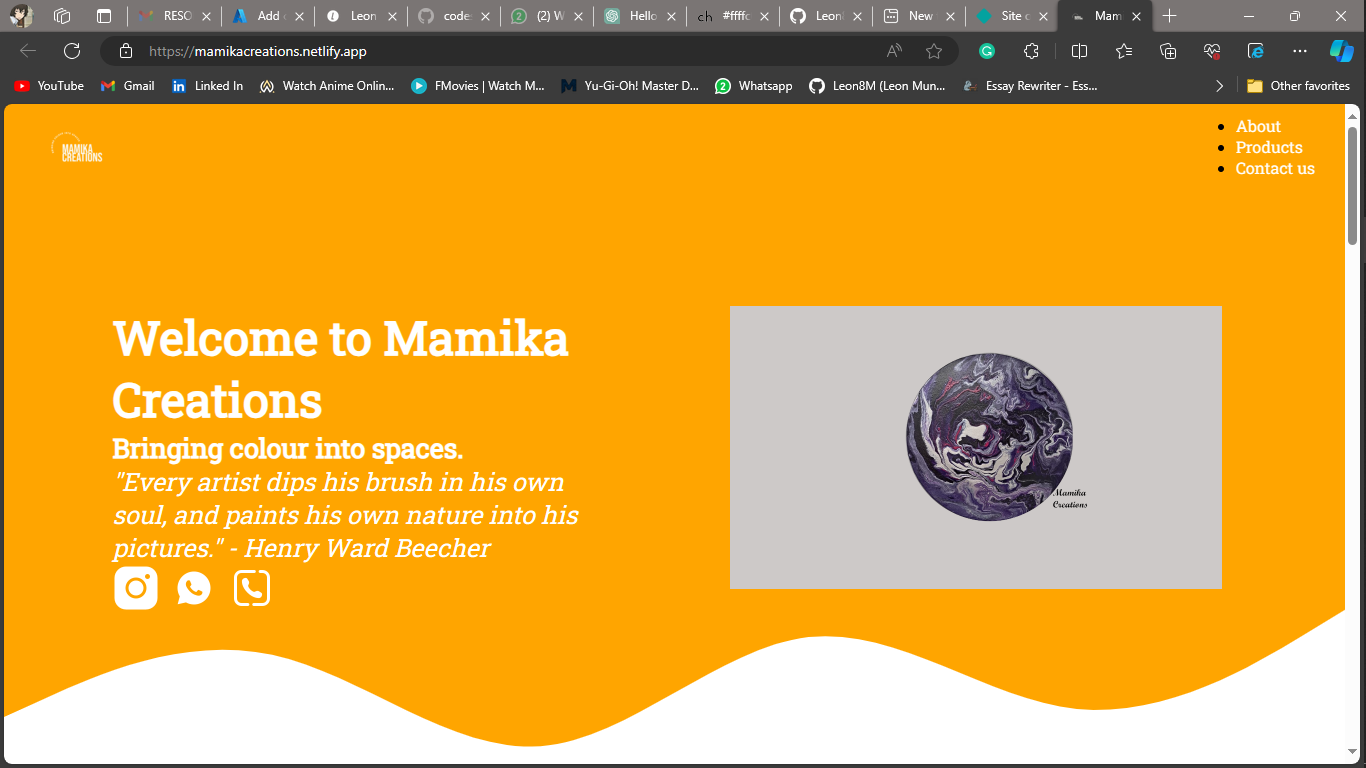 RESO
Add
Leon
code
(2) W
Hello
ch #ffffc
Leon
New
Site
Mam
https://mamikacreations.netlify.app
YouTube
Gmail
Linked In
Watch Anime Onlin...
FMovies | Watch M...
Yu-Gi-Oh! Master D...
2 Whatsapp
Leon8M (Leon Mun...
Essay Rewriter - Ess...
Other favorites
MAMIKA
CREATIONS
About
Products
Contact us
Welcome to Mamika
Creations
Bringing colour into spaces.
"Every artist dips his brush in his own
soul, and paints his own nature into his
pictures." - Henry Ward Beecher
Mamika
Creations